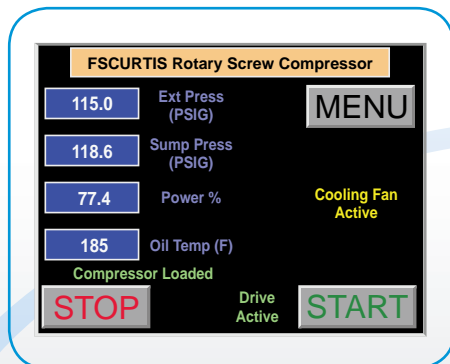 FSCURTIS Rotary Screw Compressor
115.0 Ext Press
(PSIG)
MENU
118.6 Sump Press
(PSIG)
77.4 Power %
Cooling Fan
Active
185 Oil Temp (F)
Compressor Loaded
STOP
Drive
Active
START